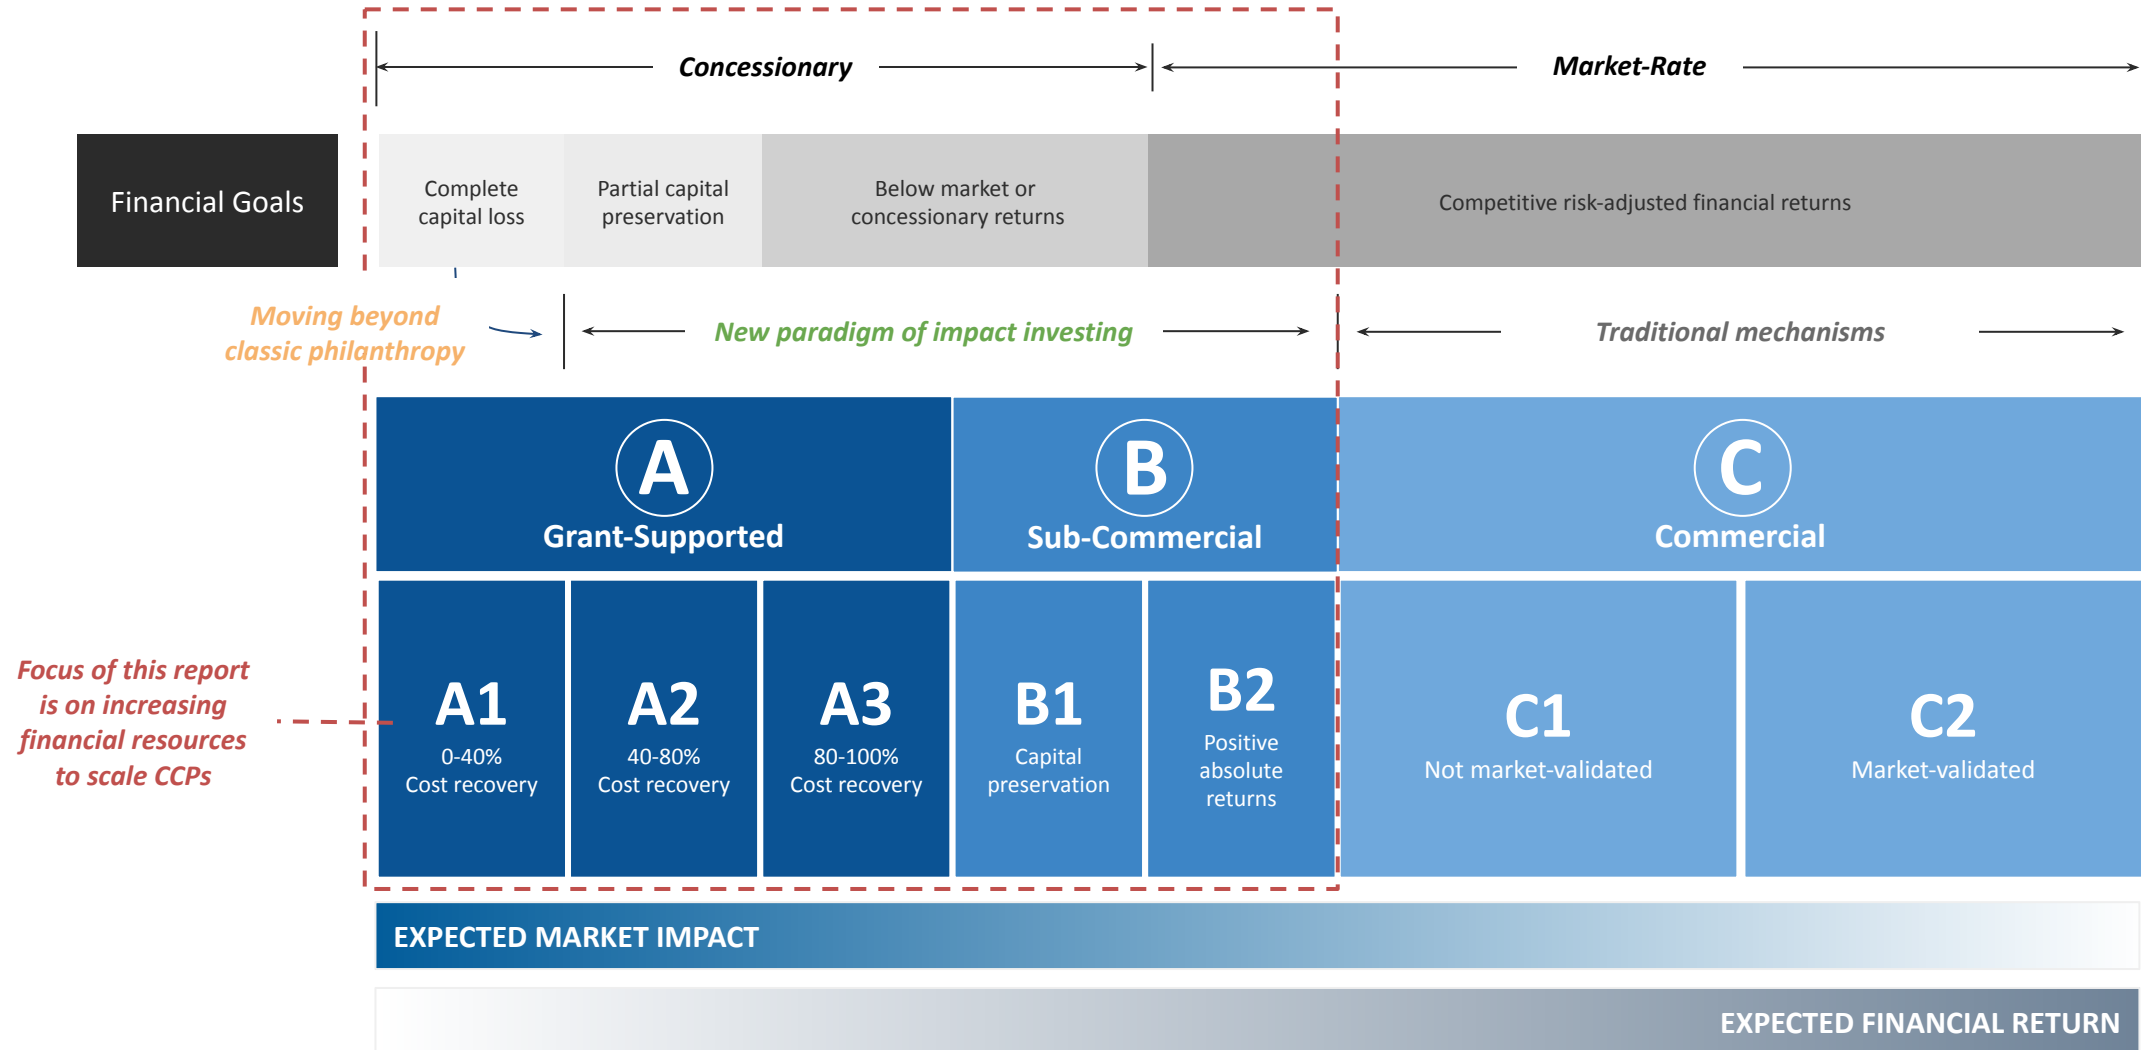 Concessionary
Market-Rate
Financial Goals
Complete
capital loss
Partial capital
preservation
Below market or
concessionary returns
Competitive risk-adjusted financial returns
Moving beyond
classic philanthropy
New paradigm of impact investing
Traditional mechanisms
A
Grant-Supported
B
Sub-Commercial
C
Commercial
Focus of this report
is on increasing
financial resources
to scale CCPs
A1
0-40%
Cost recovery
A2
40-80%
Cost recovery
A3
80-100%
Cost recovery
B1
Capital
preservation
B2
Positive
absolute
returns
C1
Not market-validated
C2
Market-validated
EXPECTED MARKET IMPACT
EXPECTED FINANCIAL RETURN